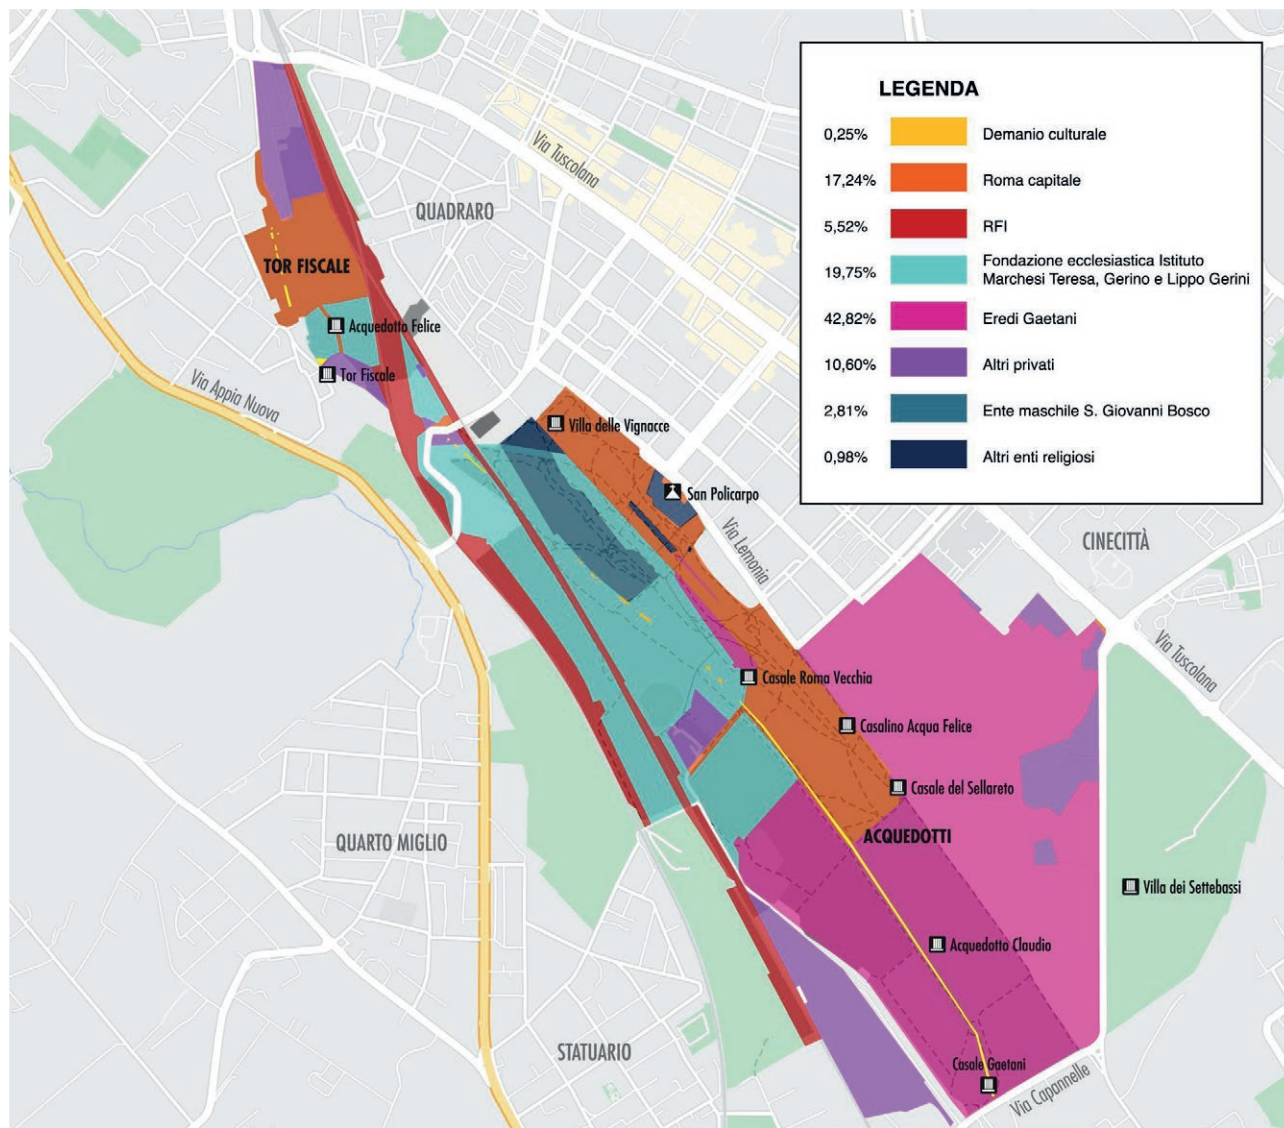 LEGENDA
0,25% Demanio culturale
17,24% Roma capitale
5,52% RFI
19,75% Fondazione ecclesiastica Istituto
Marchesi Teresa, Gerino e Lippo Gerini
42,82% Eredi Gaetani
10,60% Altri privati
2,81% Ente maschile S. Giovanni Bosco
0,98% Altri enti religiosi
Via Tuscolana
QUADRARO
TOR FISCALE
Acquedotto Felice
Tor Fiscale
Via Appia Nuova
Villa delle Vignacce
San Policarpo
Via Lemonia
CINECITTÀ
Via Tuscolana
Casale Roma Vecchia
Casalino Acqua Felice
Casale del Sellareto
ACQUEDOTTI
QUARTO MIGLIO
Villa dei Settebassi
Acquedotto Claudio
STATUARIO
Casale Gaetani
Via Capannelle